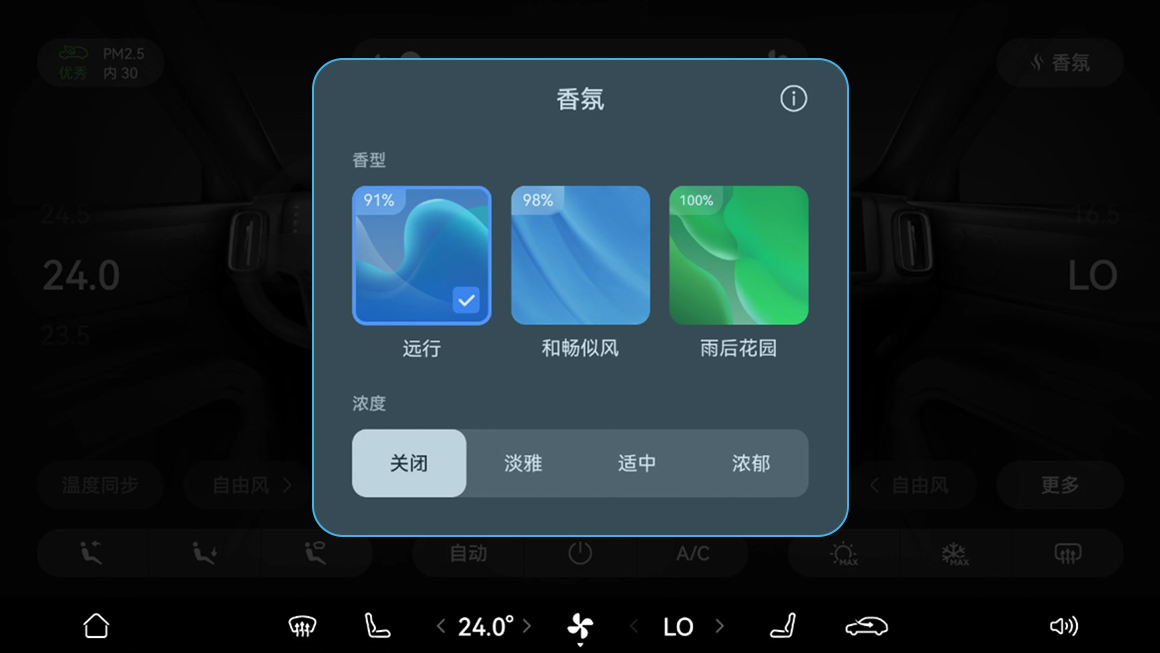 PM2.5
优秀 内 30
香氛
香氛
香型
91%
98%
100%
远行
和畅似风
雨后花园
浓度
关闭
淡雅
适中
浓郁
24.5
24.0
23.5
16.5
LO
温度同步
自由风
自由风
更多
自动
A/C
MAX
MAX
24.0°
LO